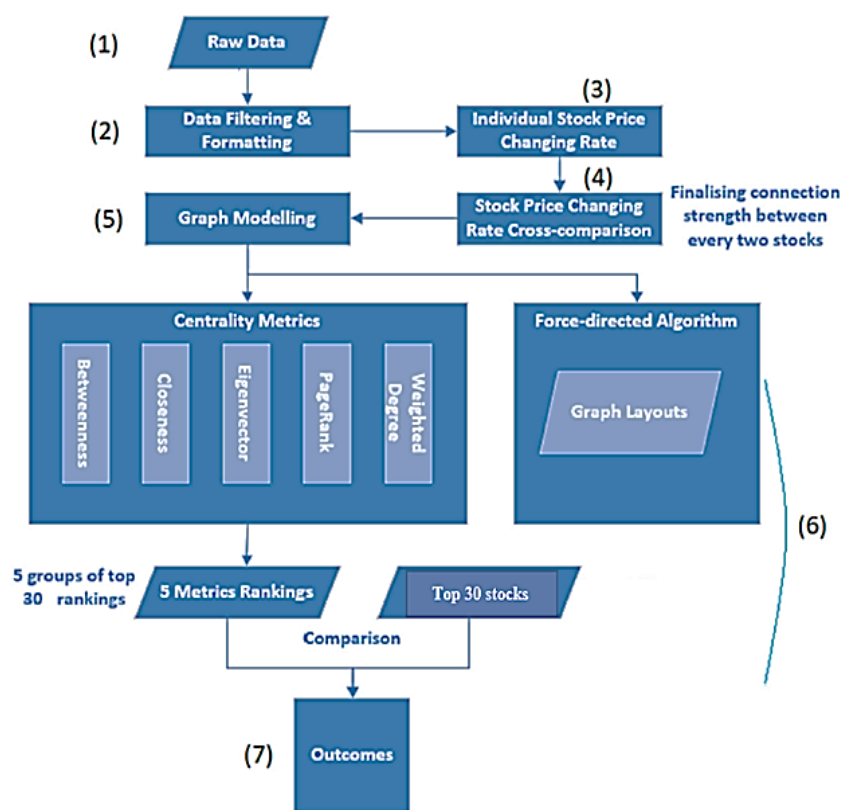 (1)
Raw Data
(2)
Data Filtering &
Formatting
(3)
Individual Stock Price
Changing Rate
(4)
Stock Price Changing
Rate Cross-comparison
Finalising connection
strength between
every two stocks
(5)
Graph Modelling
Centrality Metrics
Betweenness
Closeness
Eigenvector
PageRank
Weighted
Degree
Force-directed Algorithm
Graph Layouts
(6)
5 groups of top
30 rankings
5 Metrics Rankings
Top 30 stocks
Comparison
(7)
Outcomes